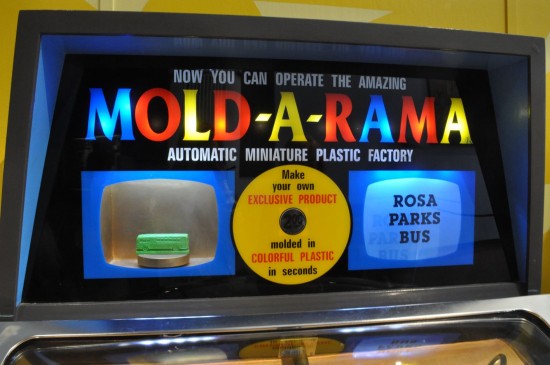 NOW YOU CAN OPERATE THE AMAZING
MOLD-A-RAMA
AUTOMATIC MINIATURE PLASTIC FACTORY
Make
your own
EXCLUSIVE PRODUCT
molded in
COLORFUL PLASTIC
in seconds
ROSA
PARKS
BUS